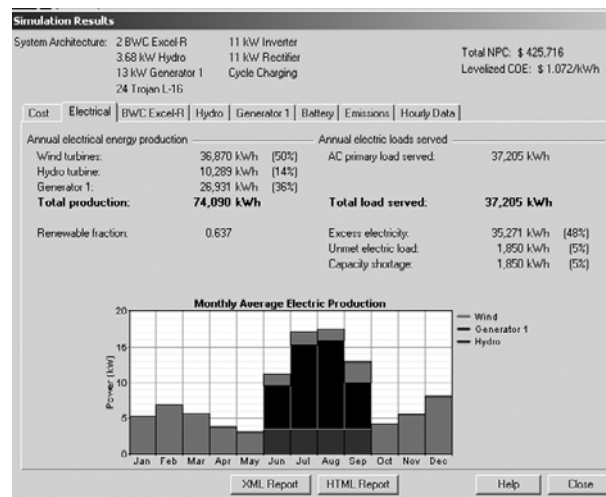 Simulation Results
System Architecture: 2 BWC Excel-R 11 kW Inverter
3.68 kW Hydro 11 kW Rectifier
13 kW Generator 1 Cycle Charging
24 Trojan L-16
Total NPC: $ 425,716
Levelized COE: $ 1.072/kWh
Cost Electrical BWC Excel-R Hydro Generator 1 Battery Emissions Hourly Data
Annual electrical energy production Annual electric loads served
Wind turbines: 36,870 kWh (50%) AC primary load served: 37,205 kWh
Hydro turbine: 10,289 kWh (14%)
Generator 1: 26,931 kWh (36%)
Total production: 74,090 kWh Total load served: 37,205 kWh
Renewable fraction: 0.637 Excess electricity: 35,271 kWh (48%)
Unmet electric load: 1,850 kWh (5%)
Capacity shortage: 1,850 kWh (5%)
Monthly Average Electric Production
Power (kW)
20
15
10
5
0
Jan Feb Mar Apr May Jun Jul Aug Sep Oct Nov Dec
Wind
Generator 1
Hydro
XML Report HTML Report Help Close